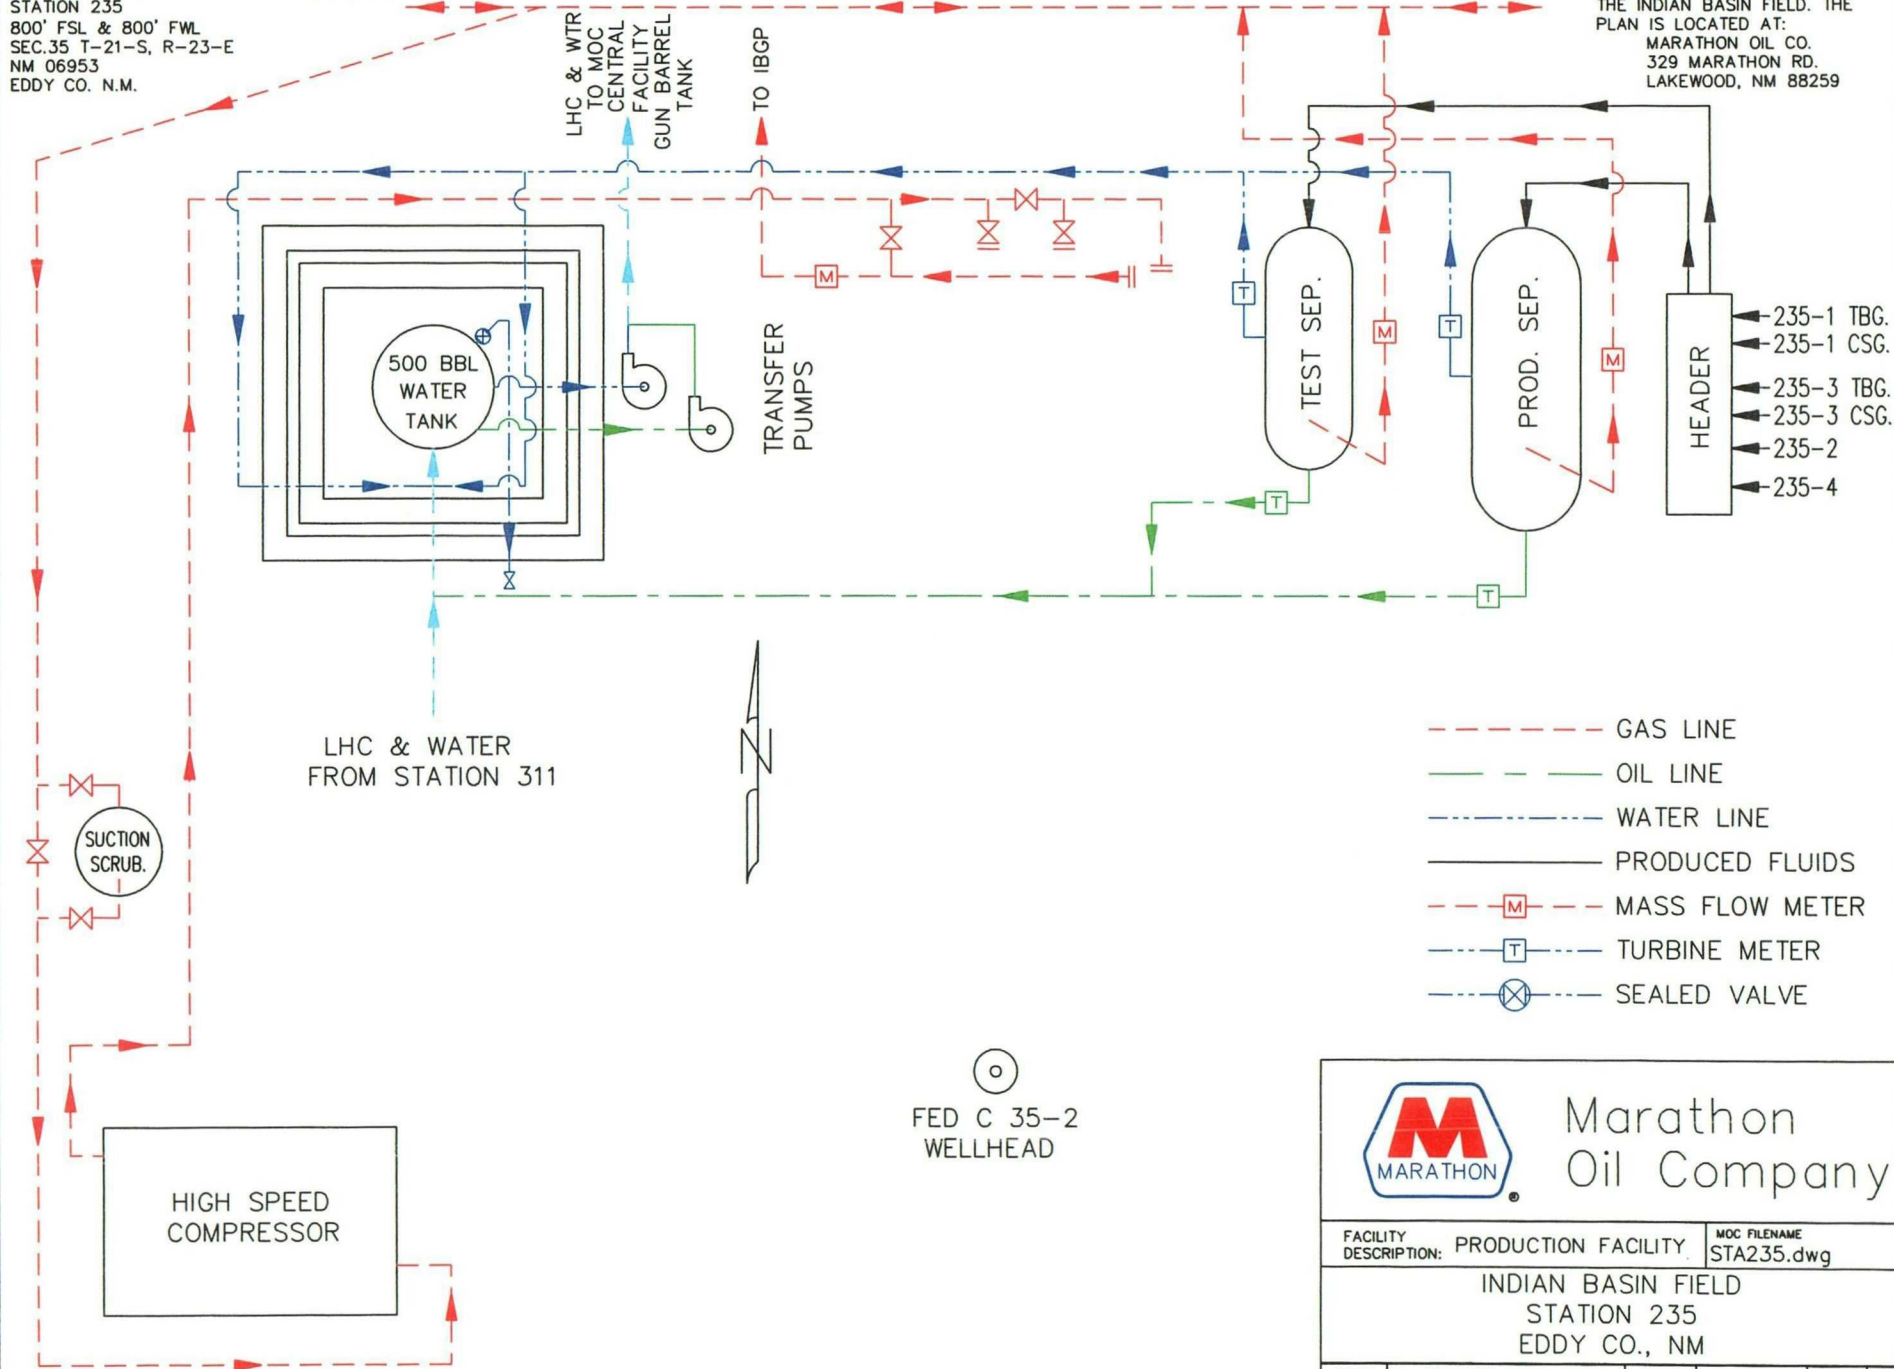 STATION 235
800' FSL & 800' FWL
SEC.35 T-21-S, R-23-E
NM 06953
EDDY CO. N.M.
THE INDIAN BASIN FIELD. THE
PLAN IS LOCATED AT:
MARATHON OIL CO.
329 MARATHON RD.
LAKEWOOD, NM 88259
LHC & WTR
TO MOC
CENTRAL
FACILITY
GUN BARREL
TANK
TO IBGP
M
500 BBL
WATER
TANK
TRANSFER
PUMPS
T
TEST SEP.
M
T
PROD. SEP.
M
HEADER
235-1 TBG.
235-1 CSG.
235-3 TBG.
235-3 CSG.
235-2
235-4
T
T
LHC & WATER
FROM STATION 311
N
SUCTION
SCRUB.
GAS LINE
OIL LINE
WATER LINE
PRODUCED FLUIDS
M MASS FLOW METER
T TURBINE METER
SEALED VALVE
FED C 35-2
WELLHEAD
HIGH SPEED
COMPRESSOR
M
MARATHON
®
Marathon
Oil Company
FACILITY
DESCRIPTION: PRODUCTION FACILITY
MOC FILENAME
STA235.dwg
INDIAN BASIN FIELD
STATION 235
EDDY CO., NM